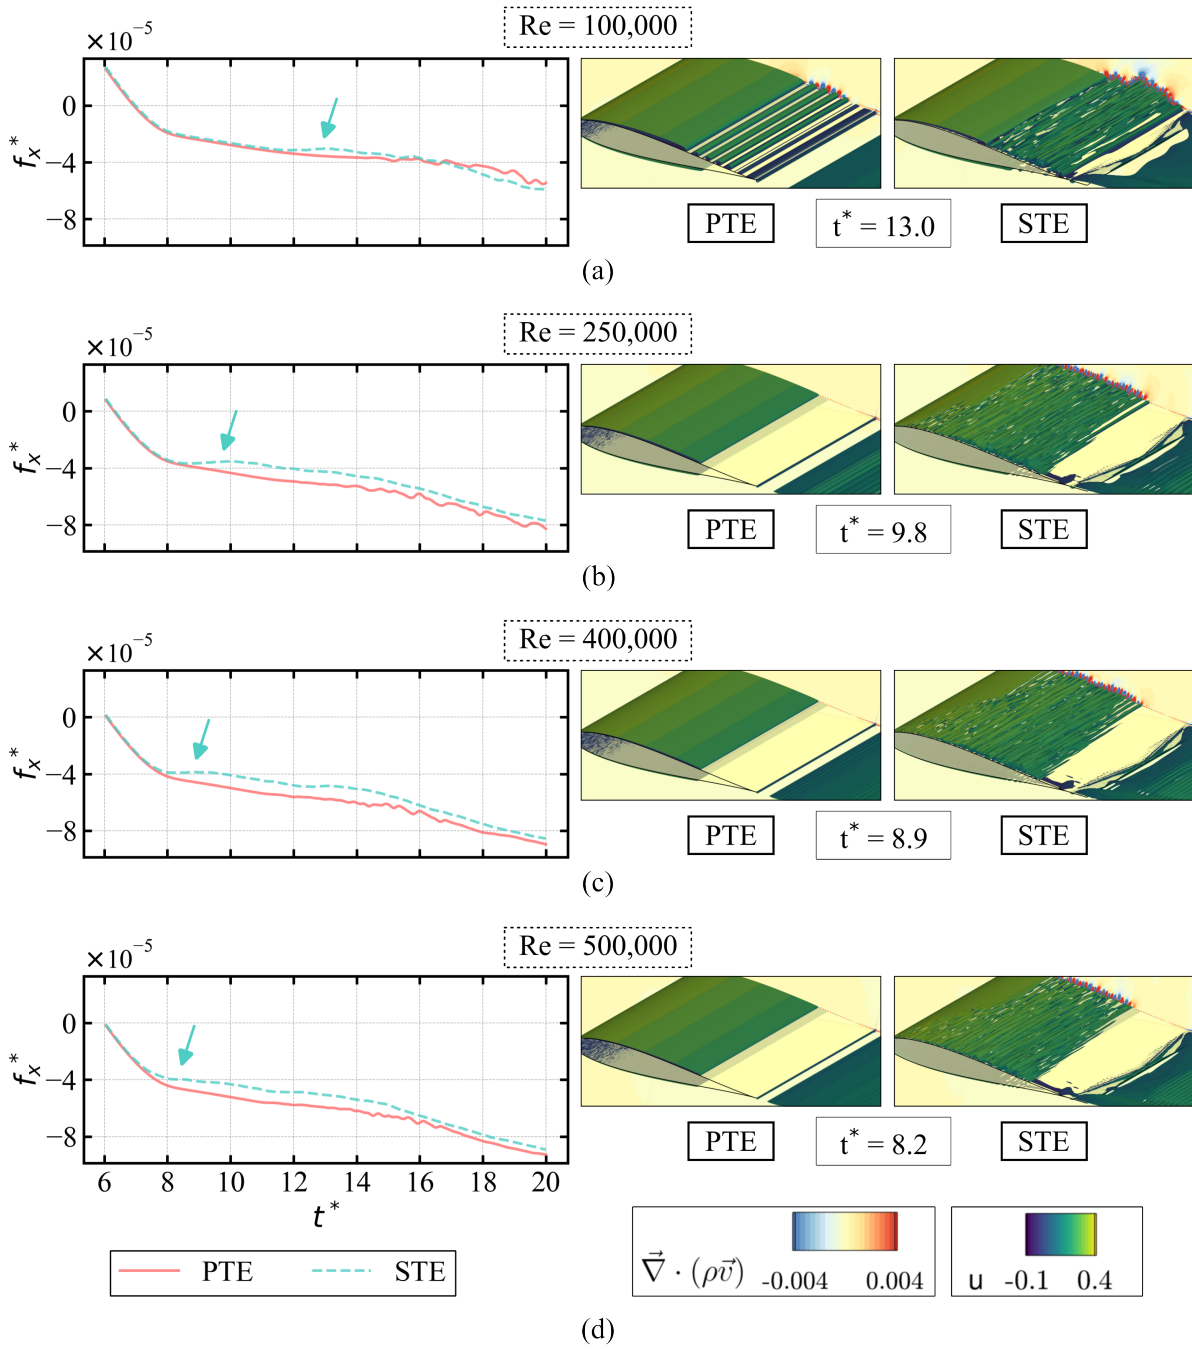 Re = 100,000
×10⁻⁵
0
−4
−8
f*ₓ
PTE
t* = 13.0
STE
(a)
Re = 250,000
×10⁻⁵
0
−4
−8
f*ₓ
PTE
t* = 9.8
STE
(b)
Re = 400,000
×10⁻⁵
0
−4
−8
f*ₓ
PTE
t* = 8.9
STE
(c)
Re = 500,000
×10⁻⁵
0
−4
−8
f*ₓ
PTE
t* = 8.2
STE
6 8 10 12 14 16 18 20
t*
PTE STE
∇⃗ · (ρv⃗) -0.004 0.004
u -0.1 0.4
(d)